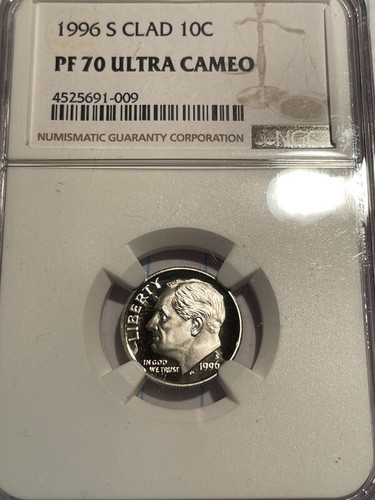 1996 S CLAD 10C
PF 70 ULTRA CAMEO
4525691-009
NUMISMATIC GUARANTY CORPORATION
NGC
LIBERTY
IN GOD
WE TRUST
S
1996